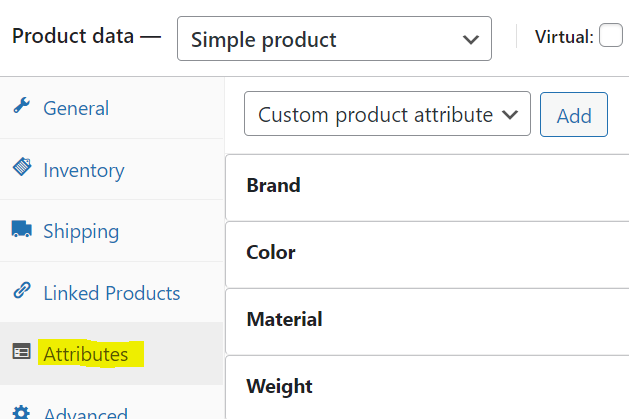 Product data — Simple product Virtual:
General
Custom product attribute Add
Inventory
Shipping
Linked Products
Attributes
Advanced
Brand
Color
Material
Weight